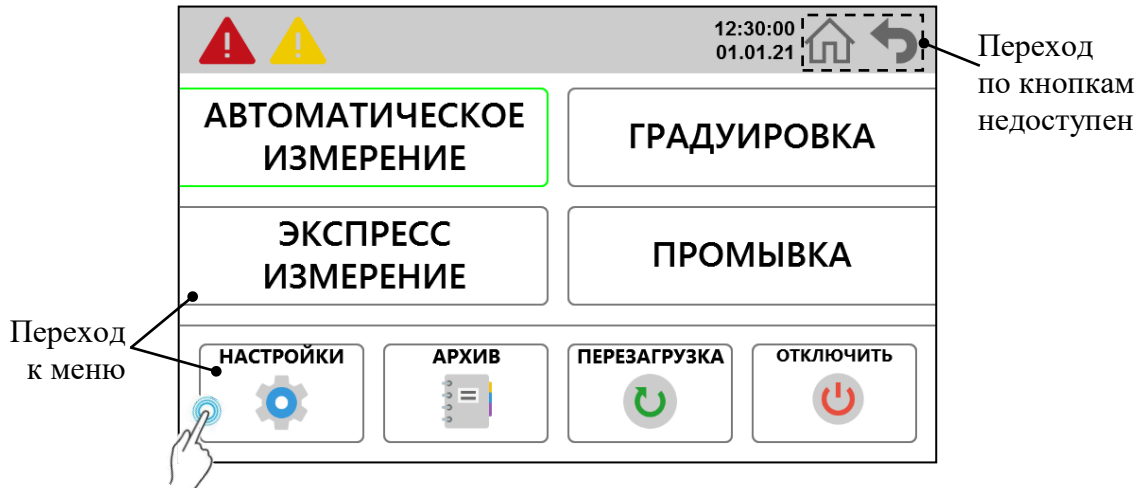 12:30:00
01.01.21
Переход
по кнопкам
недоступен
АВТОМАТИЧЕСКОЕ
ИЗМЕРЕНИЕ
ГРАДУИРОВКА
ЭКСПРЕСС
ИЗМЕРЕНИЕ
ПРОМЫВКА
Переход
к меню
НАСТРОЙКИ
АРХИВ
ПЕРЕЗАГРУЗКА
ОТКЛЮЧИТЬ